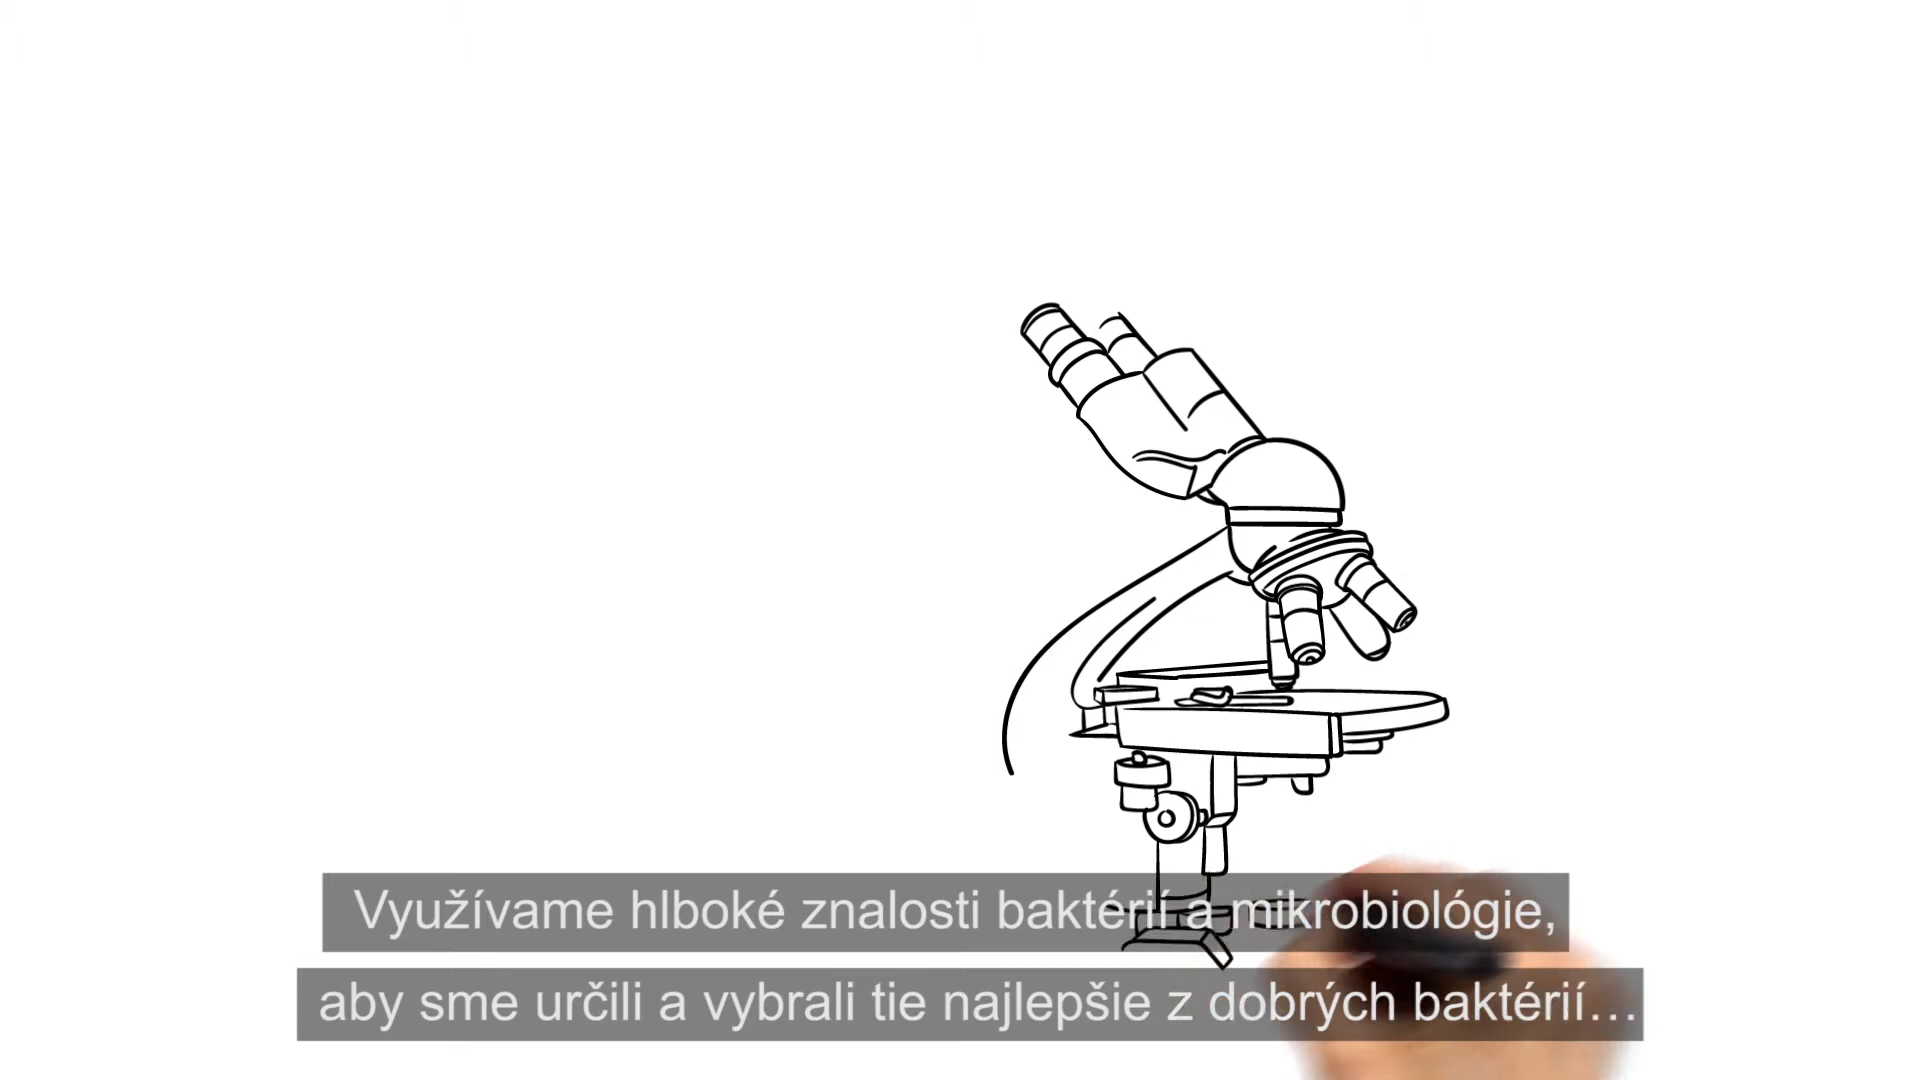 Využívame hlboké znalosti baktérií a mikrobiológie,
aby sme určili a vybrali tie najlepšie z dobrých baktérií…